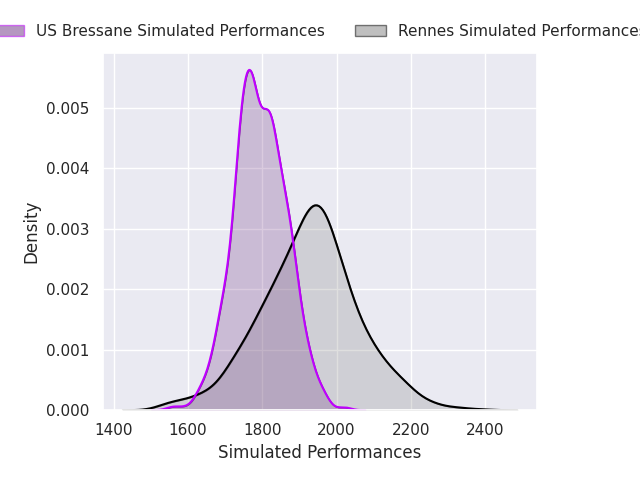 US Bressane Simulated Performances
Rennes Simulated Performances
0.005
0.004
0.003
0.002
0.001
0.000
Density
1400 1600 1800 2000 2200 2400
Simulated Performances